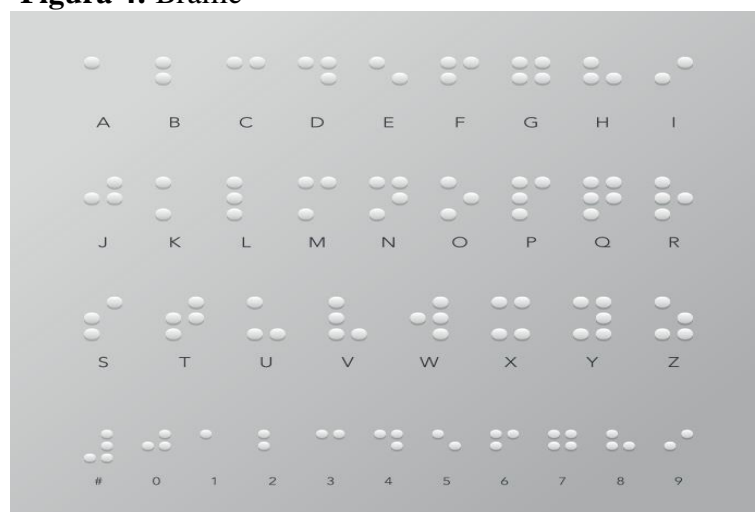 Figura 4. Braille
A B C D E F G H I
J K L M N O P Q R
S T U V W X Y Z
# 0 1 2 3 4 5 6 7 8 9